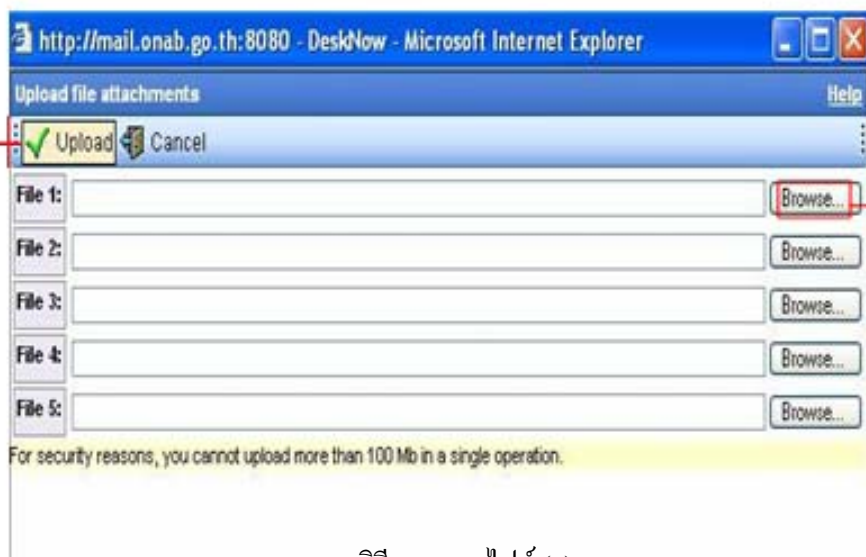 http://mail.onab.go.th:8080 - DeskNow - Microsoft Internet Explorer
Upload file attachments Help
Upload Cancel
File 1: Browse...
File 2: Browse...
File 3: Browse...
File 4: Browse...
File 5: Browse...
For security reasons, you cannot upload more than 100 Mb in a single operation.